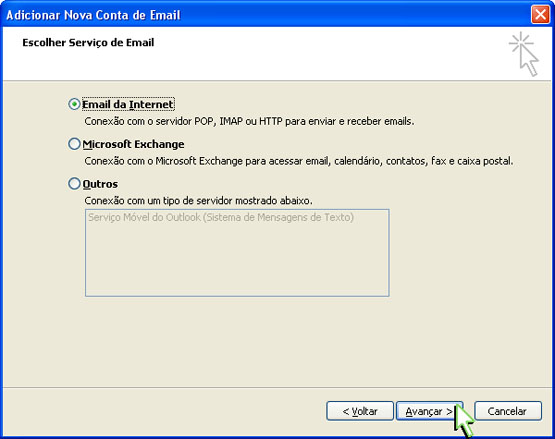 Adicionar Nova Conta de Email
Escolher Serviço de Email
Email da Internet
Conexão com o servidor POP, IMAP ou HTTP para enviar e receber emails.
Microsoft Exchange
Conexão com o Microsoft Exchange para acessar email, calendário, contatos, fax e caixa postal.
Outros
Conexão com um tipo de servidor mostrado abaixo.
Serviço Móvel do Outlook (Sistema de Mensagens de Texto)
< Voltar
Avançar >
Cancelar